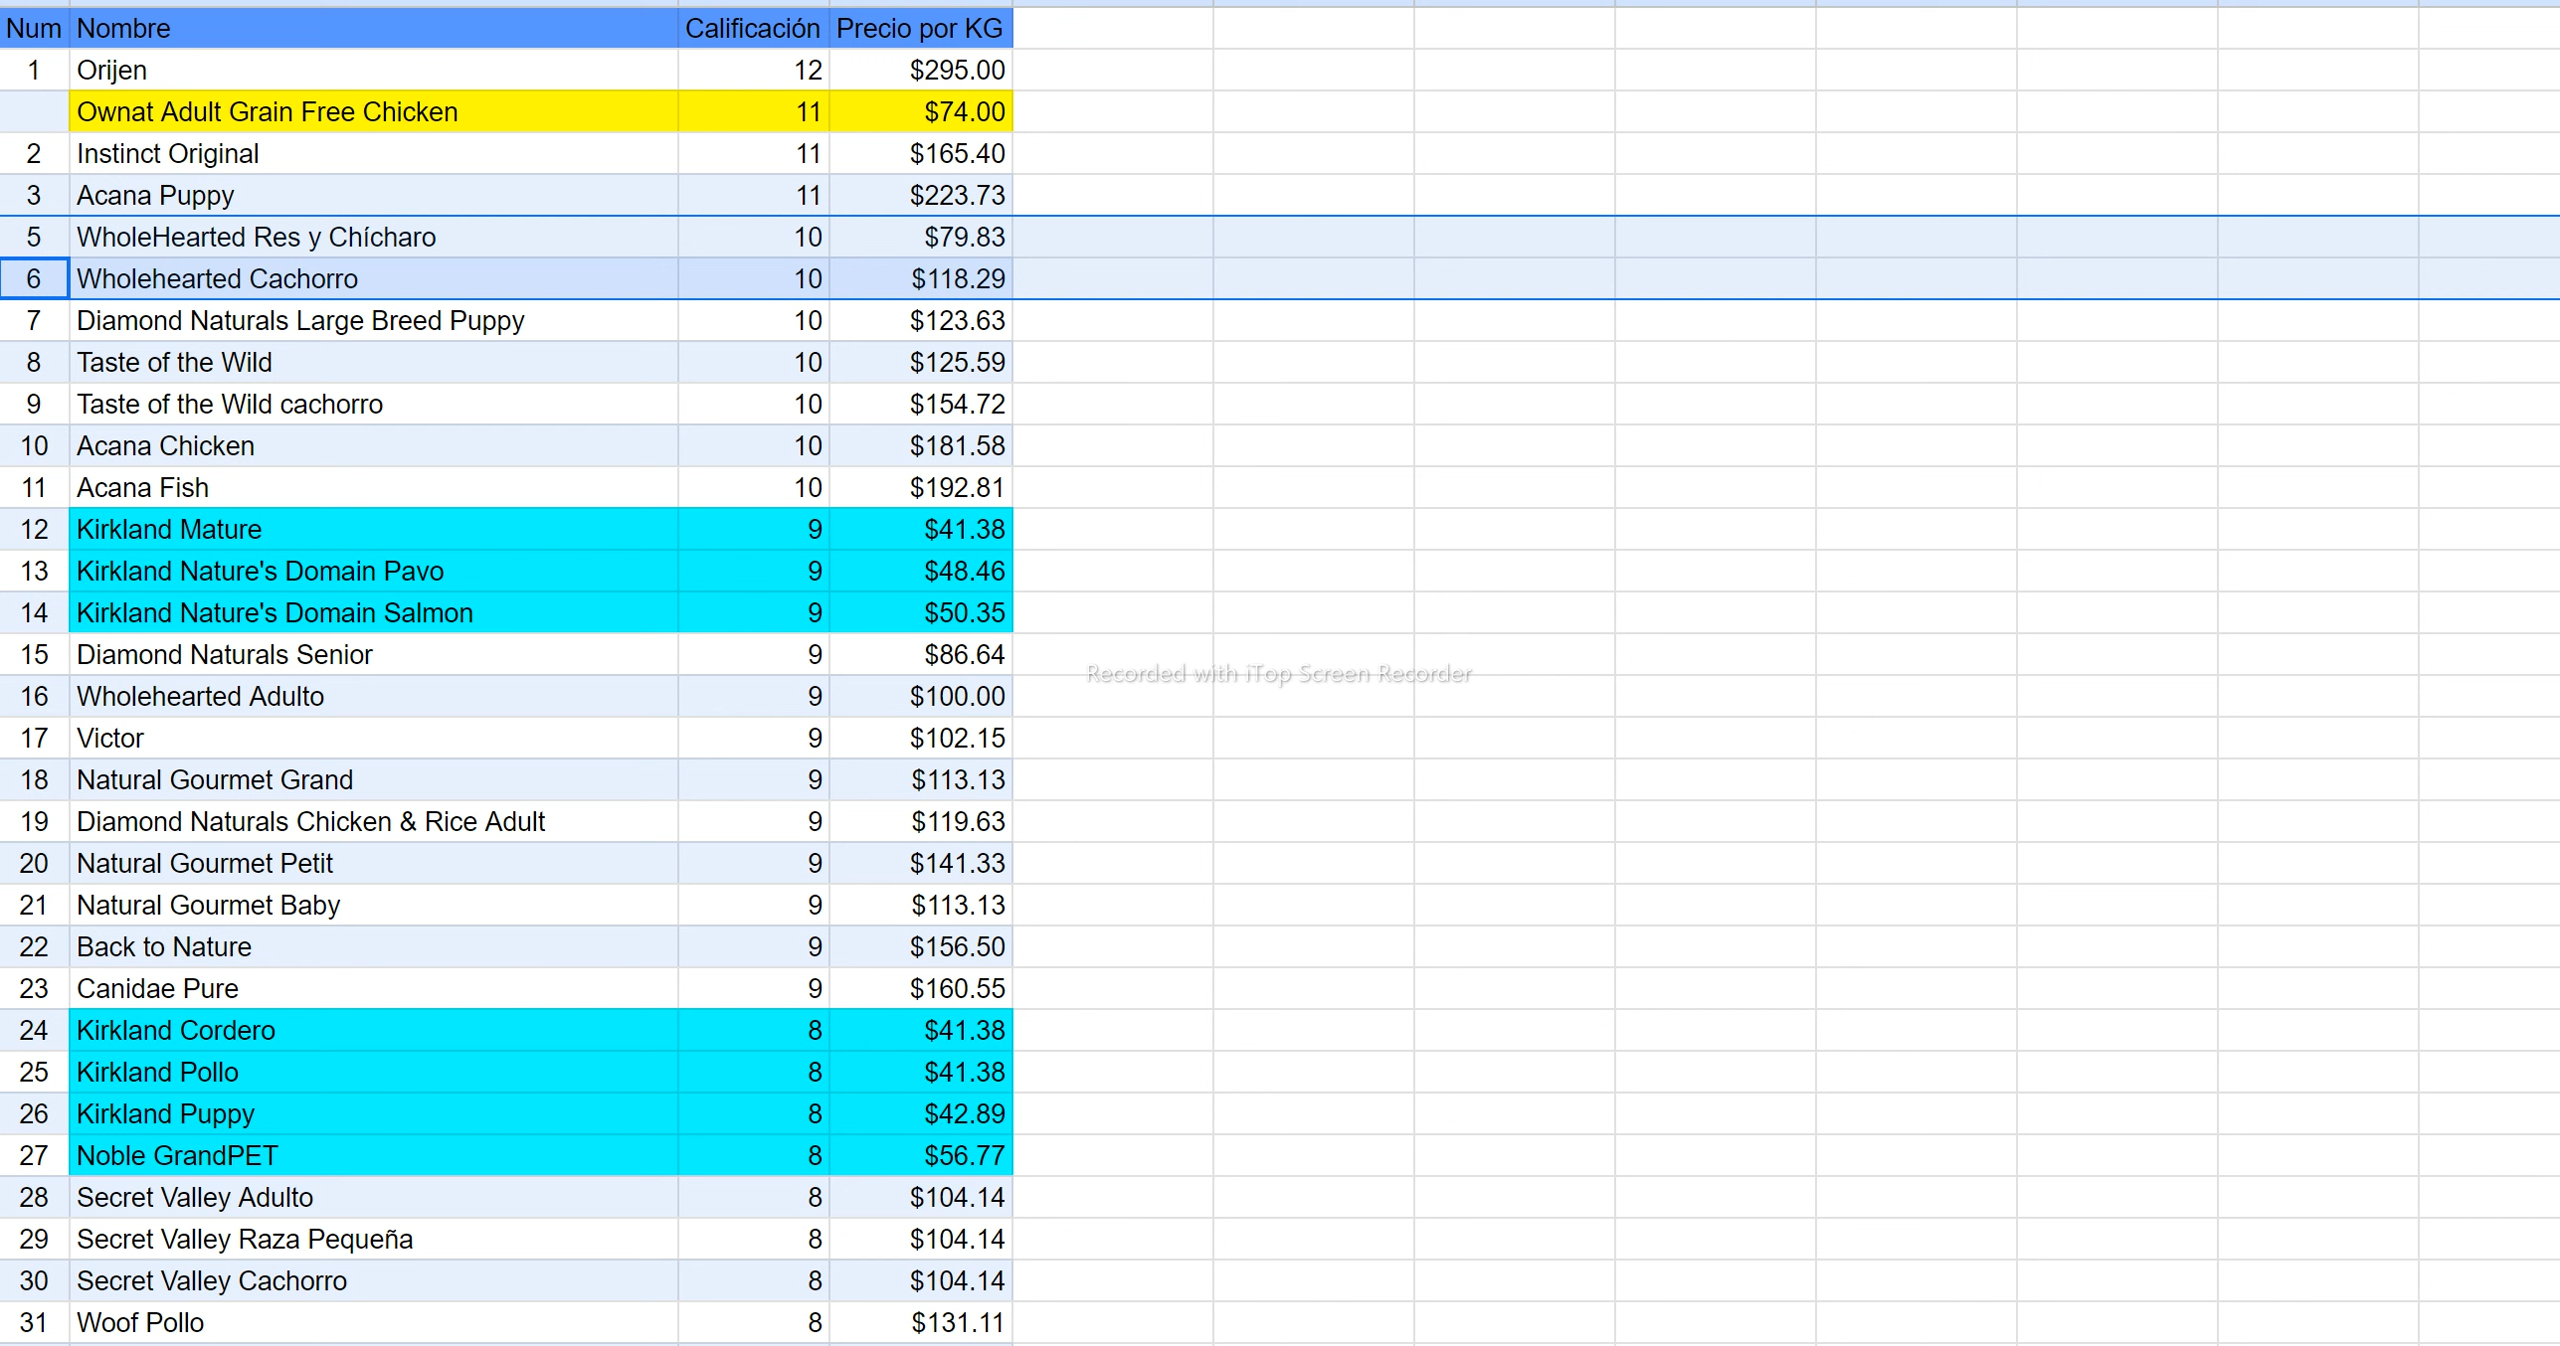 Num Nombre Calificación Precio por KG
1 Orijen 12 $295.00
Ownat Adult Grain Free Chicken 11 $74.00
2 Instinct Original 11 $165.40
3 Acana Puppy 11 $223.73
5 WholeHearted Res y Chícharo 10 $79.83
6 Wholehearted Cachorro 10 $118.29
7 Diamond Naturals Large Breed Puppy 10 $123.63
8 Taste of the Wild 10 $125.59
9 Taste of the Wild cachorro 10 $154.72
10 Acana Chicken 10 $181.58
11 Acana Fish 10 $192.81
12 Kirkland Mature 9 $41.38
13 Kirkland Nature's Domain Pavo 9 $48.46
14 Kirkland Nature's Domain Salmon 9 $50.35
15 Diamond Naturals Senior 9 $86.64
Recorded with iTop Screen Recorder
16 Wholehearted Adulto 9 $100.00
17 Victor 9 $102.15
18 Natural Gourmet Grand 9 $113.13
19 Diamond Naturals Chicken & Rice Adult 9 $119.63
20 Natural Gourmet Petit 9 $141.33
21 Natural Gourmet Baby 9 $113.13
22 Back to Nature 9 $156.50
23 Canidae Pure 9 $160.55
24 Kirkland Cordero 8 $41.38
25 Kirkland Pollo 8 $41.38
26 Kirkland Puppy 8 $42.89
27 Noble GrandPET 8 $56.77
28 Secret Valley Adulto 8 $104.14
29 Secret Valley Raza Pequeña 8 $104.14
30 Secret Valley Cachorro 8 $104.14
31 Woof Pollo 8 $131.11